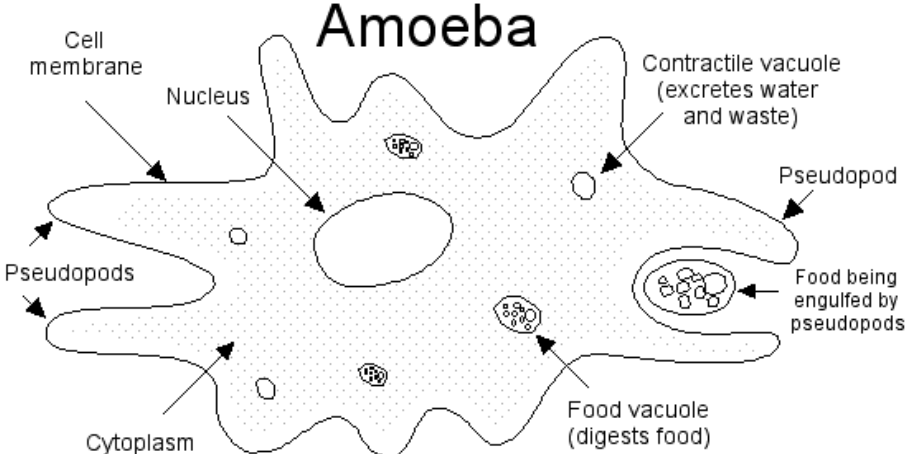 Amoeba
Cell
membrane
Nucleus
Contractile vacuole
(excretes water
and waste)
Pseudopod
Pseudopods
Food being
engulfed by
pseudopods
Food vacuole
(digests food)
Cytoplasm